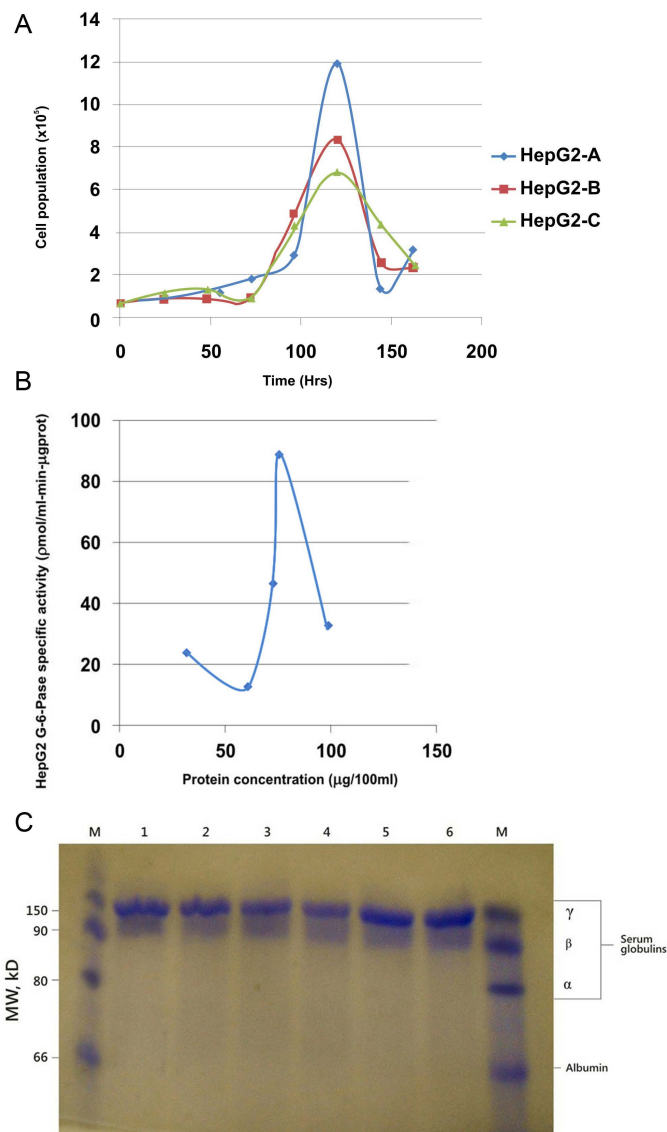 A
14
12
10
8
6
4
2
0
Cell population (x10⁵)
0 50 100 150 200
Time (Hrs)
HepG2-A
HepG2-B
HepG2-C
B
100
80
60
40
20
0
HepG2 G-6-Pase specific activity (ρmol/ml-min-μgprot)
0 50 100 150
Protein concentration (μg/100ml)
C
M 1 2 3 4 5 6 M
150
90
80
66
MW, kD
γ
β
α
Serum
globulins
Albumin